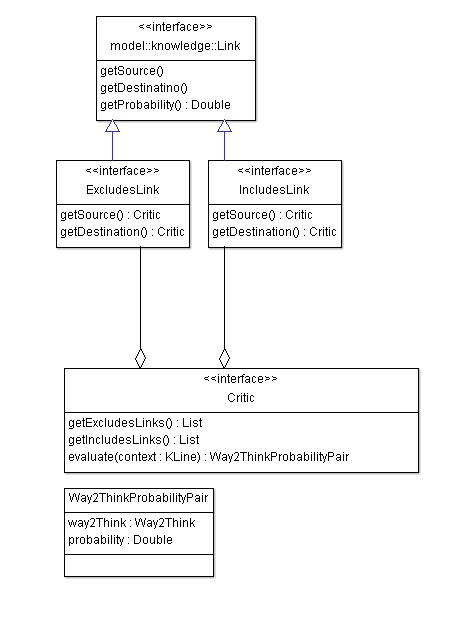 <<interface>>
model::knowledge::Link
getSource()
getDestinatino()
getProbability() : Double
<<interface>>
ExcludesLink
getSource() : Critic
getDestination() : Critic
<<interface>>
IncludesLink
getSource() : Critic
getDestination() : Critic
<<interface>>
Critic
getExcludesLinks() : List
getIncludesLinks() : List
evaluate(context : KLine) : Way2ThinkProbabilityPair
Way2ThinkProbabilityPair
way2Think : Way2Think
probability : Double